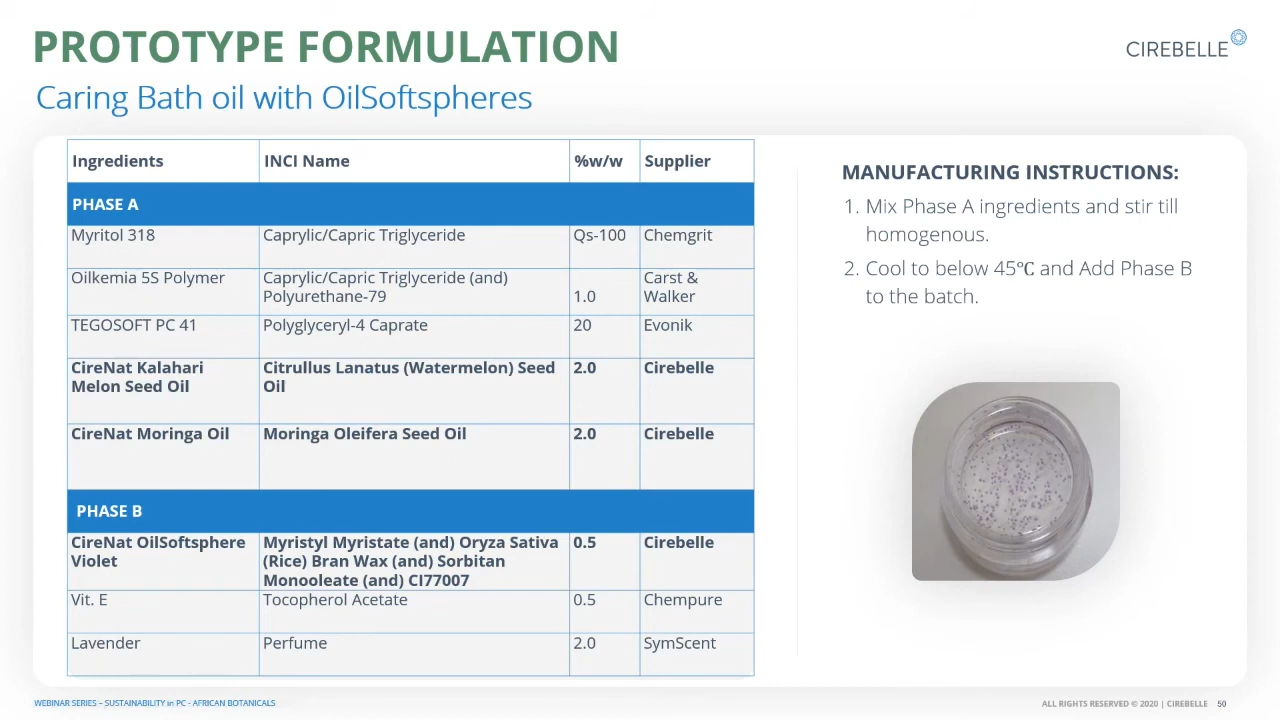 PROTOTYPE FORMULATION
CIREBELLE
Caring Bath oil with OilSoftspheres
Ingredients INCI Name %w/w Supplier
PHASE A
Myritol 318 Caprylic/Capric Triglyceride Qs-100 Chemgrit
Oilkemia 5S Polymer Caprylic/Capric Triglyceride (and) Carst &
Polyurethane-79 1.0 Walker
TEGOSOFT PC 41 Polyglyceryl-4 Caprate 20 Evonik
CireNat Kalahari Citrullus Lanatus (Watermelon) Seed 2.0 Cirebelle
Melon Seed Oil Oil
CireNat Moringa Oil Moringa Oleifera Seed Oil 2.0 Cirebelle
PHASE B
CireNat OilSoftsphere Myristyl Myristate (and) Oryza Sativa 0.5 Cirebelle
Violet (Rice) Bran Wax (and) Sorbitan
Monooleate (and) CI77007
Vit. E Tocopherol Acetate 0.5 Chempure
Lavender Perfume 2.0 SymScent
MANUFACTURING INSTRUCTIONS:
1. Mix Phase A ingredients and stir till
homogenous.
2. Cool to below 45℃ and Add Phase B
to the batch.
WEBINAR SERIES – SUSTAINABILITY in PC - AFRICAN BOTANICALS
ALL RIGHTS RESERVED © 2020 | CIREBELLE 50